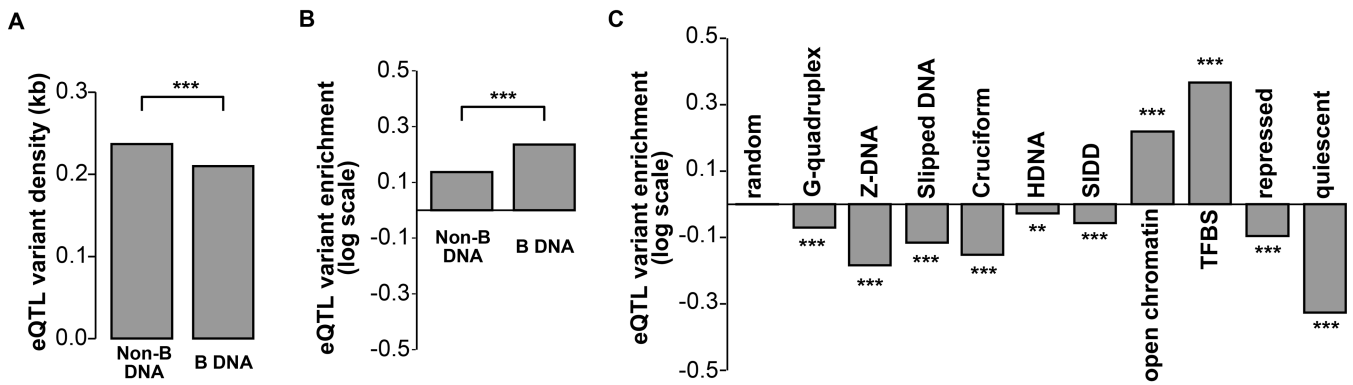 A
eQTL variant density (kb)
0.3
0.2
0.1
0.0
***
Non-B
DNA
B DNA
B
eQTL variant enrichment
(log scale)
0.5
0.3
0.1
-0.1
-0.3
-0.5
***
Non-B
DNA
B DNA
C
eQTL variant enrichment
(log scale)
0.5
0.3
0.1
-0.1
-0.3
-0.5
random
G-quadruplex
***
Z-DNA
***
Slipped DNA
***
Cruciform
***
HDNA
**
SIDD
***
open chromatin
***
TFBS
***
repressed
***
quiescent
***